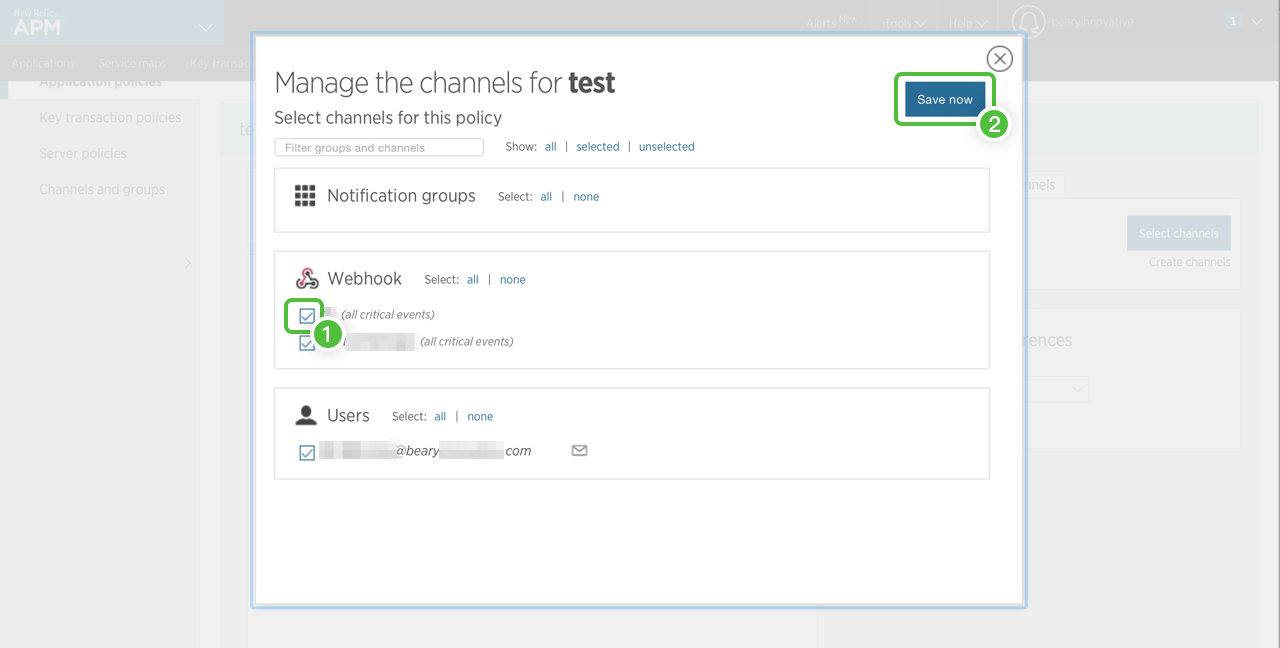 New Relic.
APM
Alerts New
Tools
Help
bearyinnovative
1
Applications
Service maps
Key transac
Application policies
Key transaction policies
Server policies
Channels and groups
te
Manage the channels for test
Save now
2
Select channels for this policy
Filter groups and channels
Show: all | selected | unselected
Notification groups Select: all | none
nnels
Select channels
Create channels
Webhook Select: all | none
(all critical events)
1
(all critical events)
rences
Users Select: all | none
@beary com